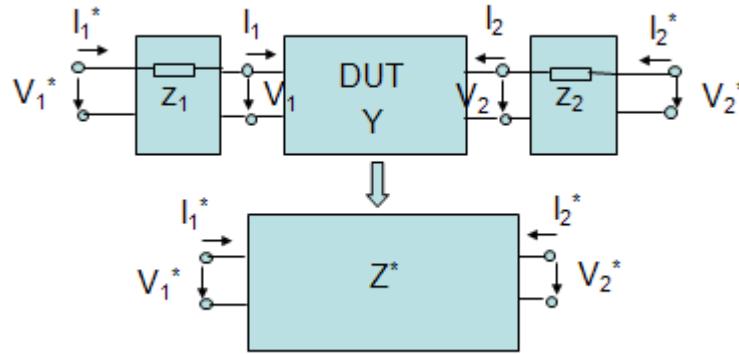 I₁* I₁ I₂ I₂*
V₁* z₁ V₁ DUT V₂ z₂ V₂*
Y
I₁* I₂*
V₁* Z* V₂*